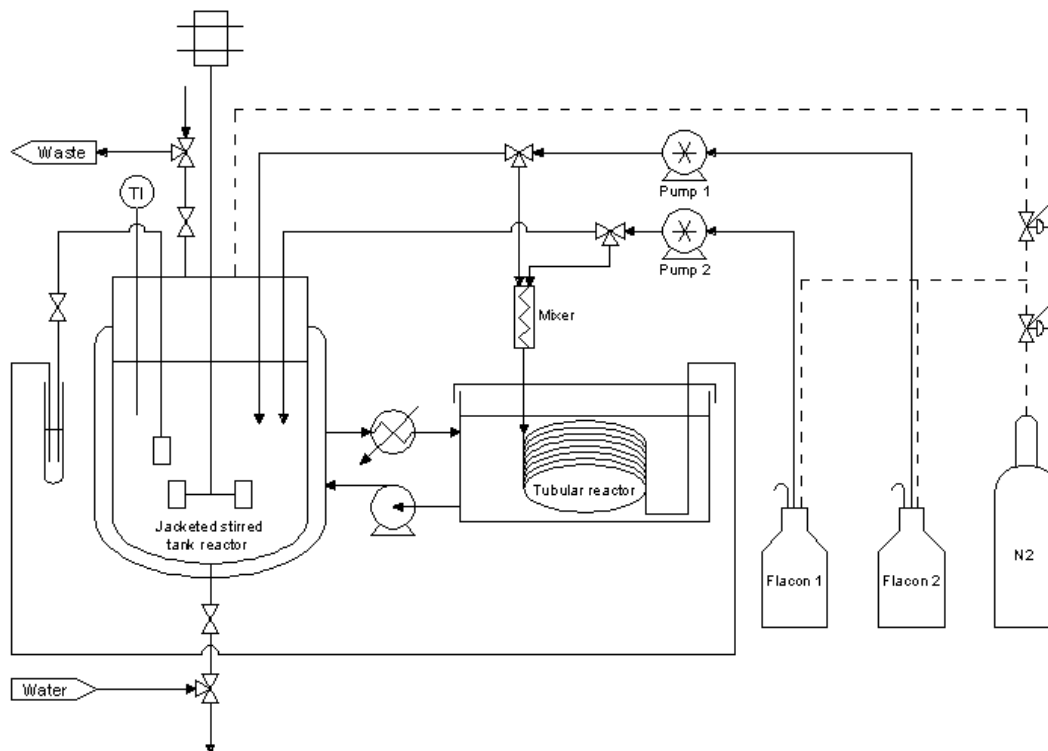 Waste
TI
Pump 1
Pump 2
Mixer
Tubular reactor
Jacketed stirred
tank reactor
Flacon 1
Flacon 2
N2
Water